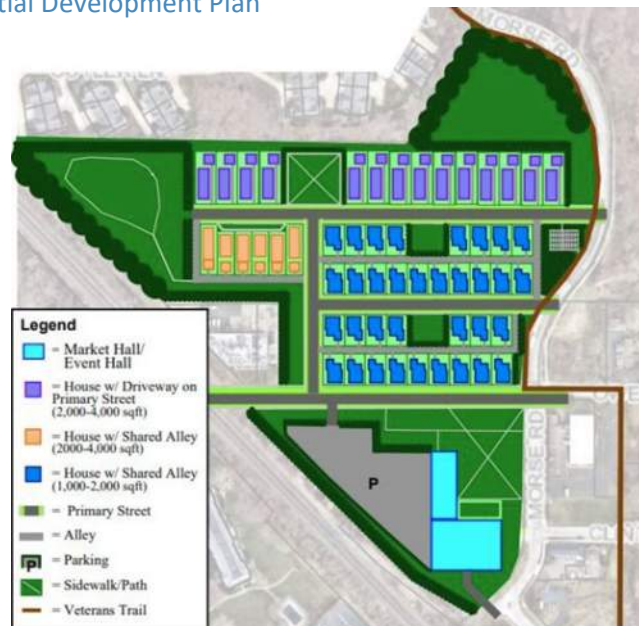 tial Development Plan
MORSE RD
Legend
= Market Hall/
Event Hall
= House w/ Driveway on
Primary Street
(2,000-4,000 sqft)
= House w/ Shared Alley
(2000-4,000 sqft)
= House w/ Shared Alley
(1,000-2,000 sqft)
= Primary Street
= Alley
P = Parking
= Sidewalk/Path
= Veterans Trail
P
MORSE RD